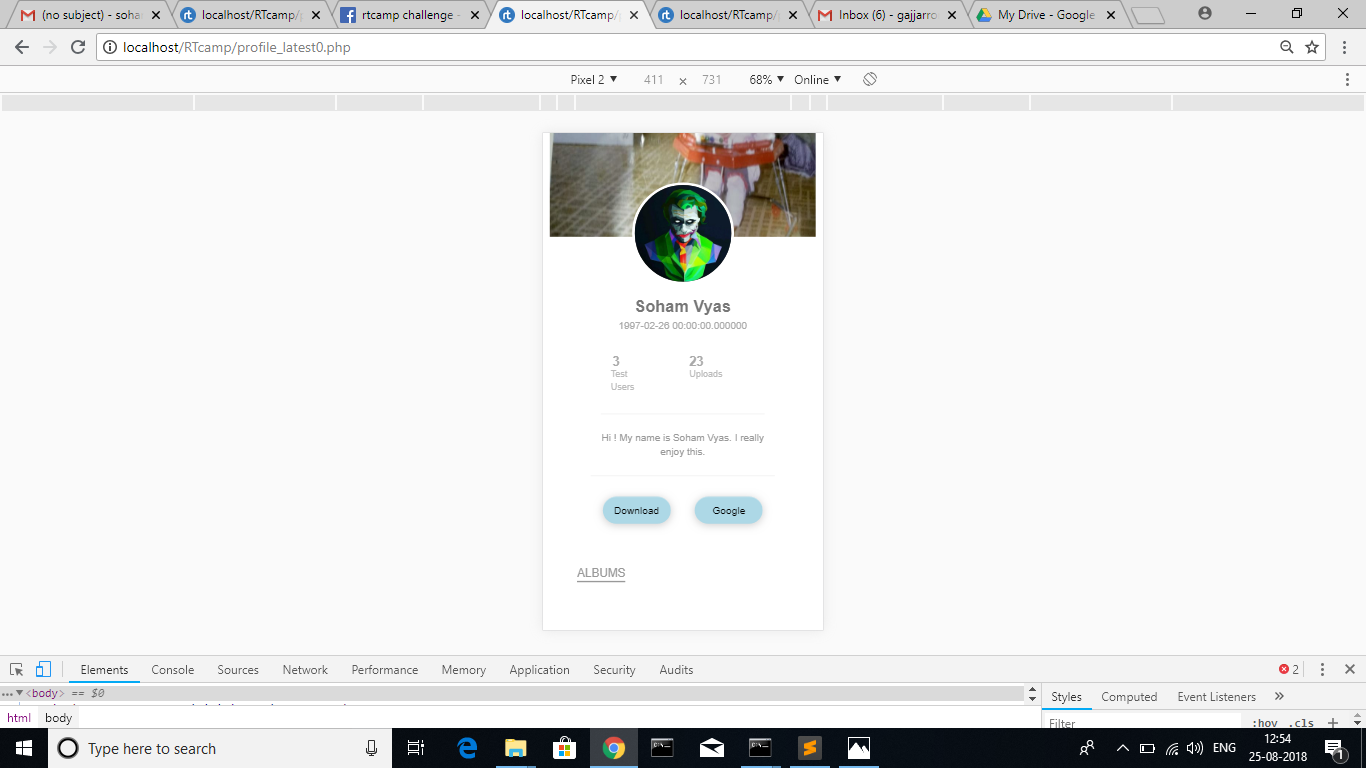 (no subject) - soha
localhost/RTcamp/p
rtcamp challenge -
localhost/RTcamp/p
localhost/RTcamp/p
Inbox (6) - gajjarro
My Drive - Google
localhost/RTcamp/profile_latest0.php
Pixel 2 ▼ 411 × 731 68% ▼ Online ▼
Soham Vyas
1997-02-26 00:00:00.000000
3
Test
Users
23
Uploads
Hi ! My name is Soham Vyas. I really
enjoy this.
Download Google
ALBUMS
Elements Console Sources Network Performance Memory Application Security Audits 2
<body> == $0
Styles Computed Event Listeners »
html body
Filter :hov .cls +
Type here to search
ENG
12:54
25-08-2018
1